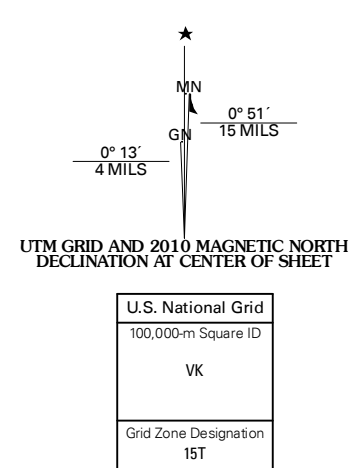 MN
0° 51´
15 MILS
GN
0° 13´
4 MILS
UTM GRID AND 2010 MAGNETIC NORTH
DECLINATION AT CENTER OF SHEET
U.S. National Grid
100,000-m Square ID
VK
Grid Zone Designation
15T